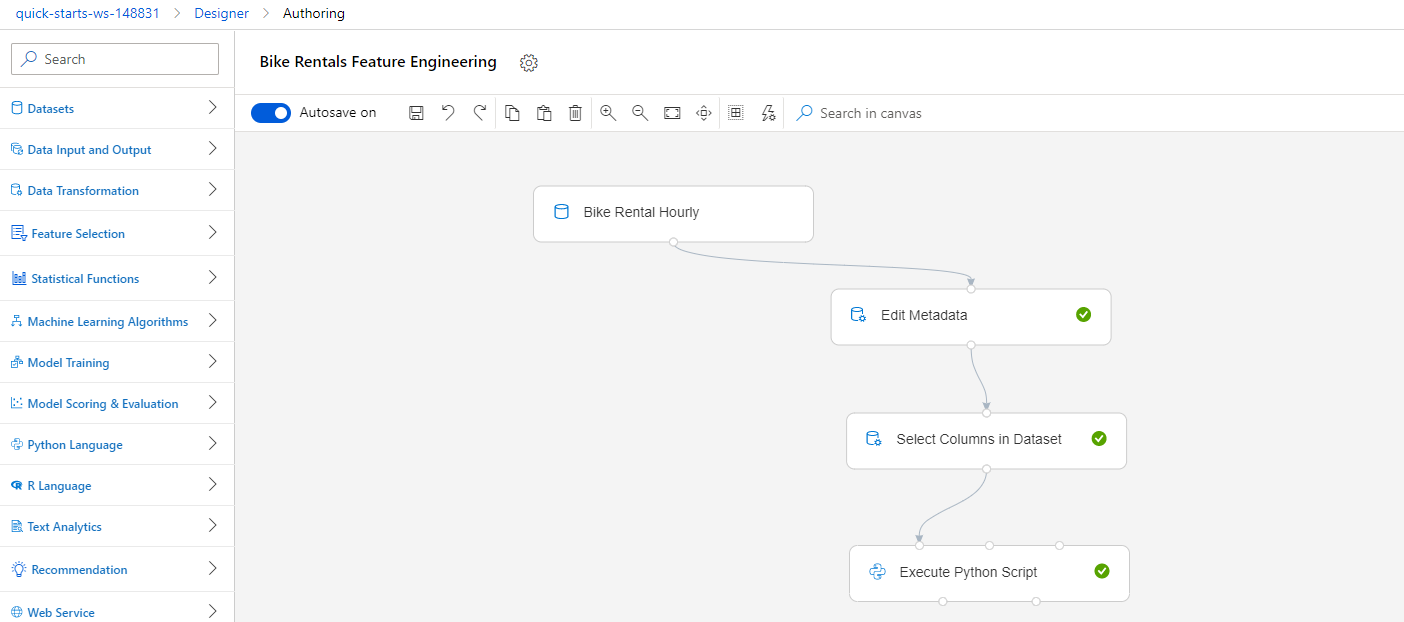 quick-starts-ws-148831 > Designer > Authoring
Search
Datasets
Data Input and Output
Data Transformation
Feature Selection
Statistical Functions
Machine Learning Algorithms
Model Training
Model Scoring & Evaluation
Python Language
R Language
Text Analytics
Recommendation
Web Service
Bike Rentals Feature Engineering
Autosave on
Search in canvas
Bike Rental Hourly
Edit Metadata
Select Columns in Dataset
Execute Python Script